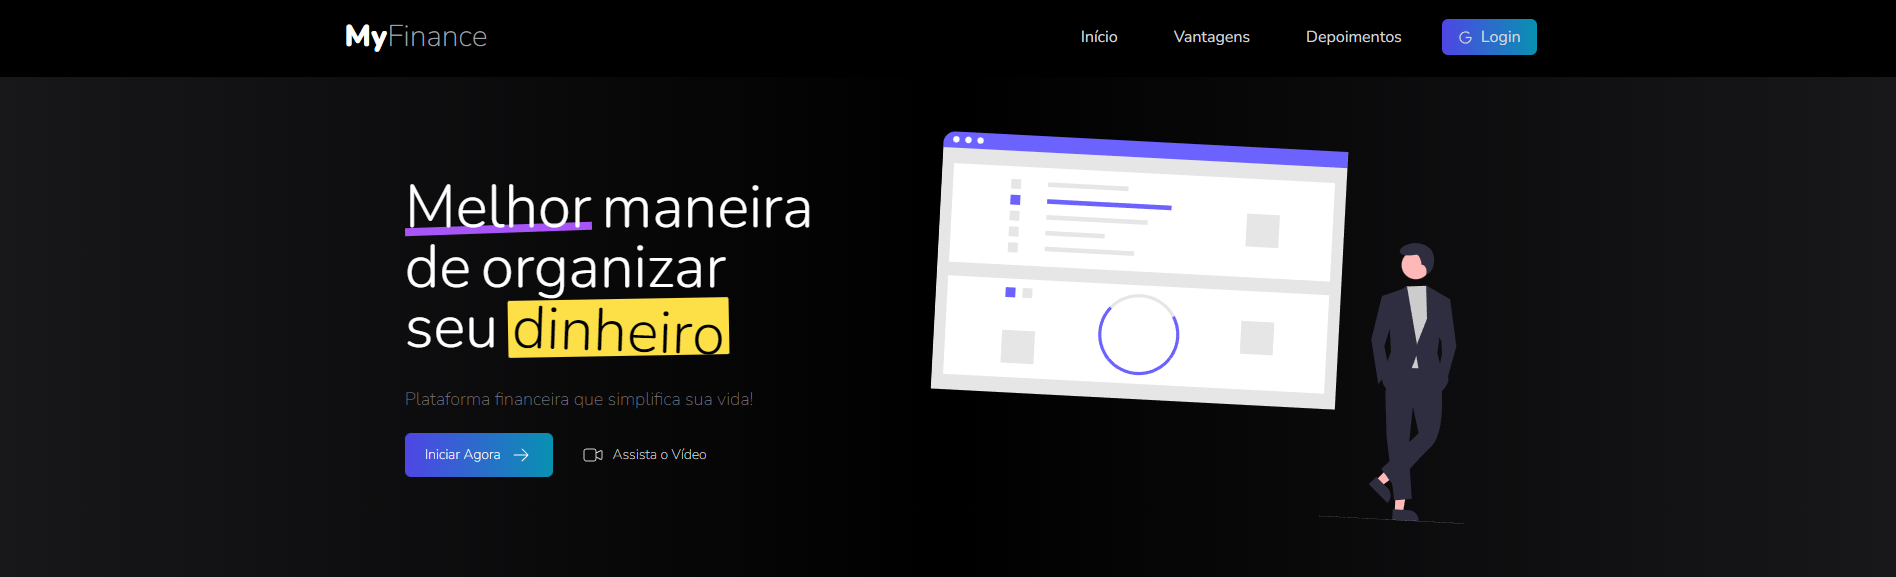 MyFinance
Início
Vantagens
Depoimentos
Login
Melhor maneira
de organizar
seu dinheiro
Plataforma financeira que simplifica sua vida!
Iniciar Agora
Assista o Vídeo